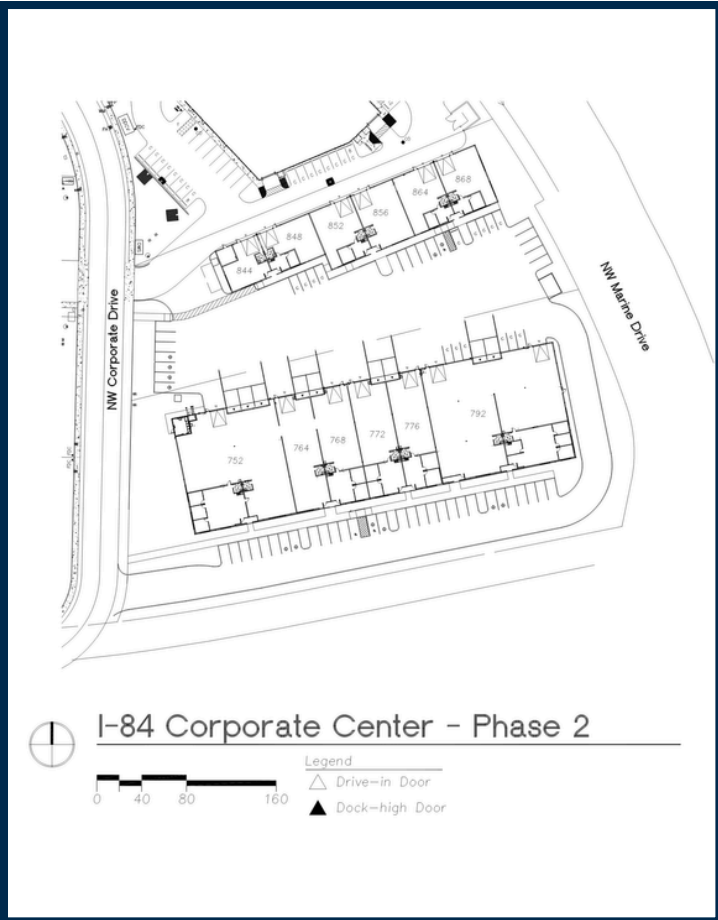 868
864
856
852
848
844
NW Corporate Drive
NW Marine Drive
792
776
772
768
764
752
I-84 Corporate Center - Phase 2
Legend
Drive-in Door
Dock-high Door
0 40 80 160